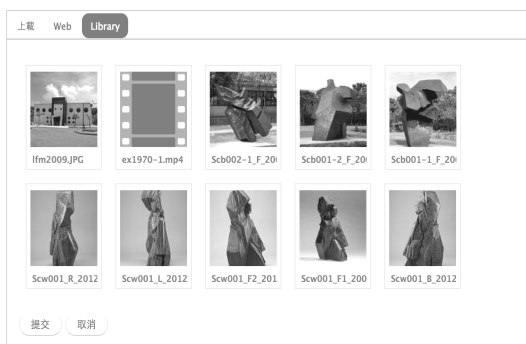 上載 Web Library
lfm2009.JPG ex1970-1.mp4 Scb002-1_F_20 Scb001-2_F_20 Scb001-1_F_20
Scw001_R_2012 Scw001_L_2012 Scw001_F2_201 Scw001_F1_200 Scw001_B_2012
提交 取消